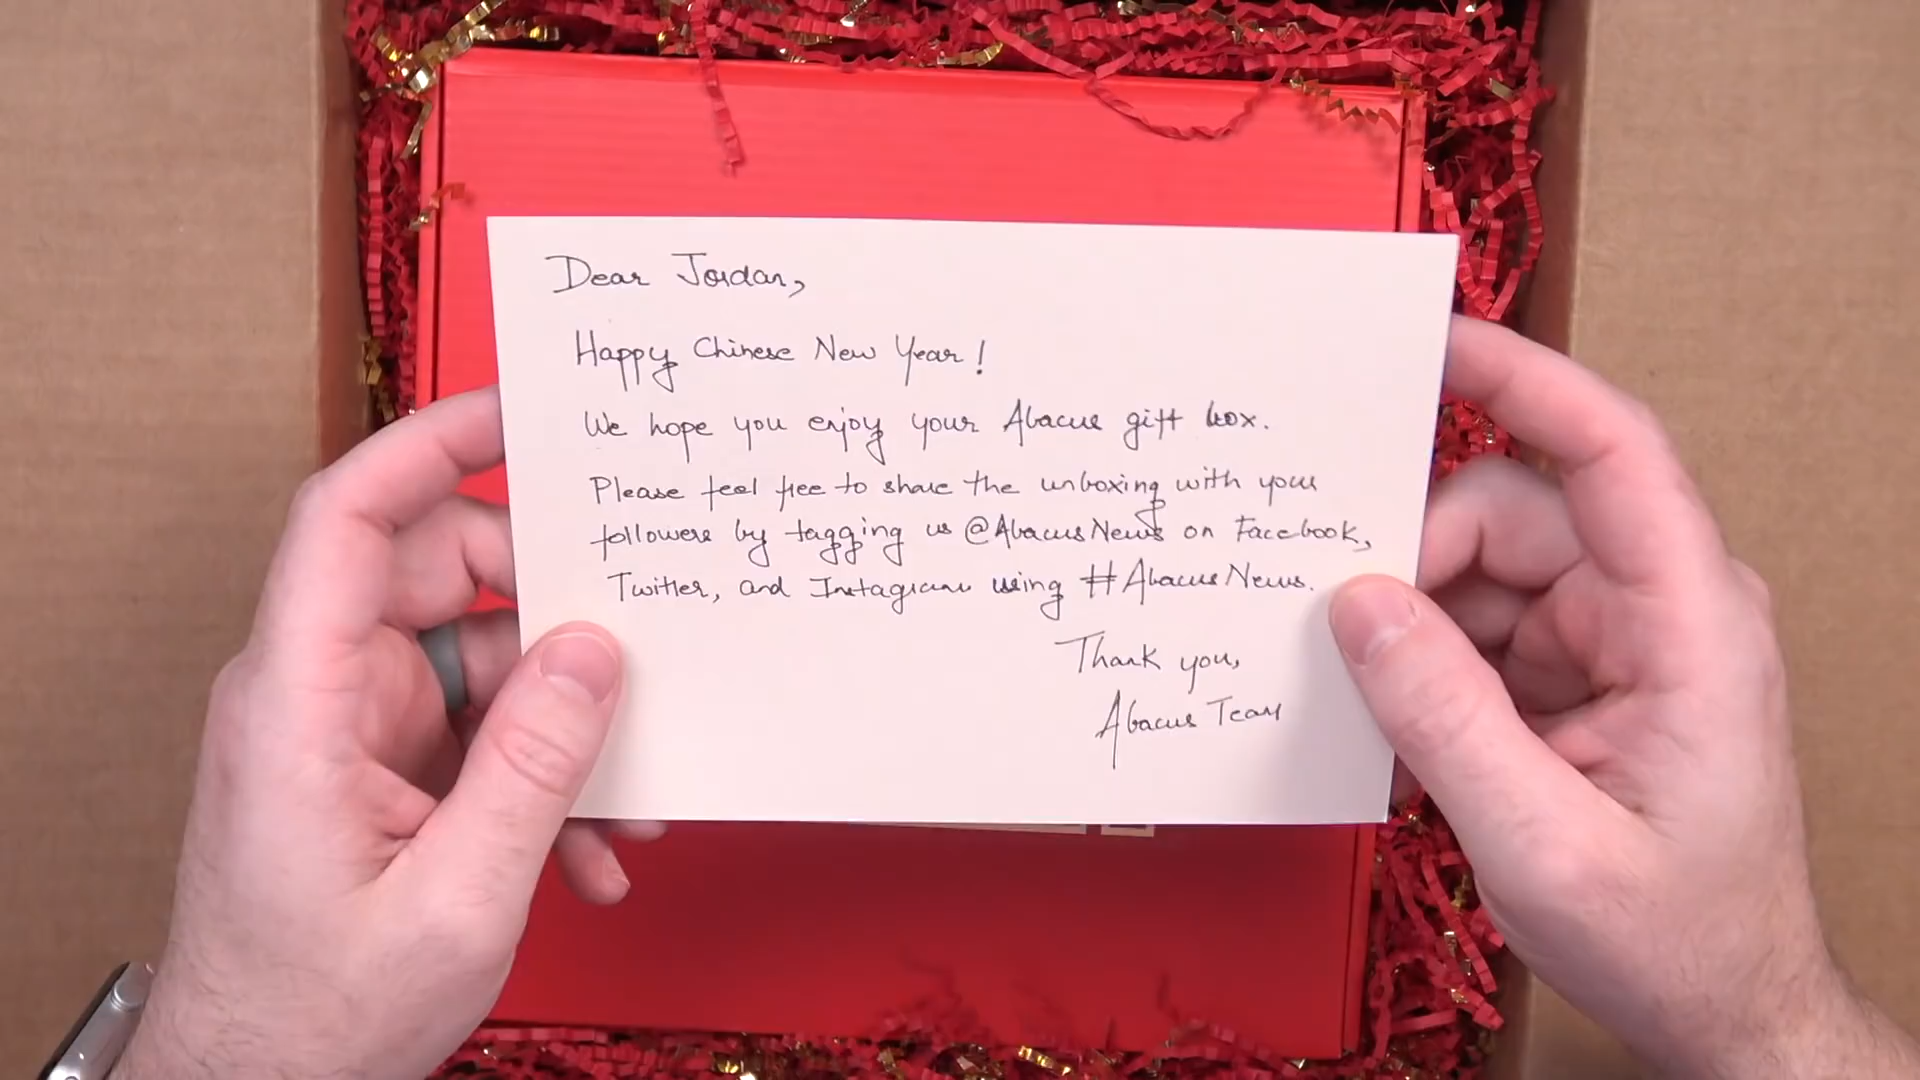 Dear Jordan,
Happy Chinese New Year!
We hope you enjoy your Abacus gift box.
Please feel free to share the unboxing with your
followers by tagging us @AbacusNews on Facebook,
Twitter, and Instagram using #AbacusNews.
Thank you,
Abacus Team